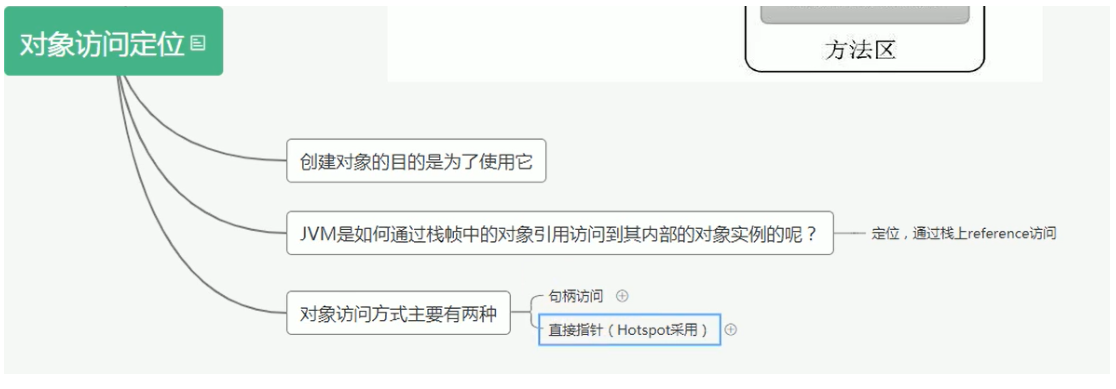 对象访问定位
方法区
创建对象的目的是为了使用它
JVM是如何通过栈帧中的对象引用访问到其内部的对象实例的呢？
定位，通过栈上reference访问
对象访问方式主要有两种
句柄访问
直接指针（Hotspot采用）